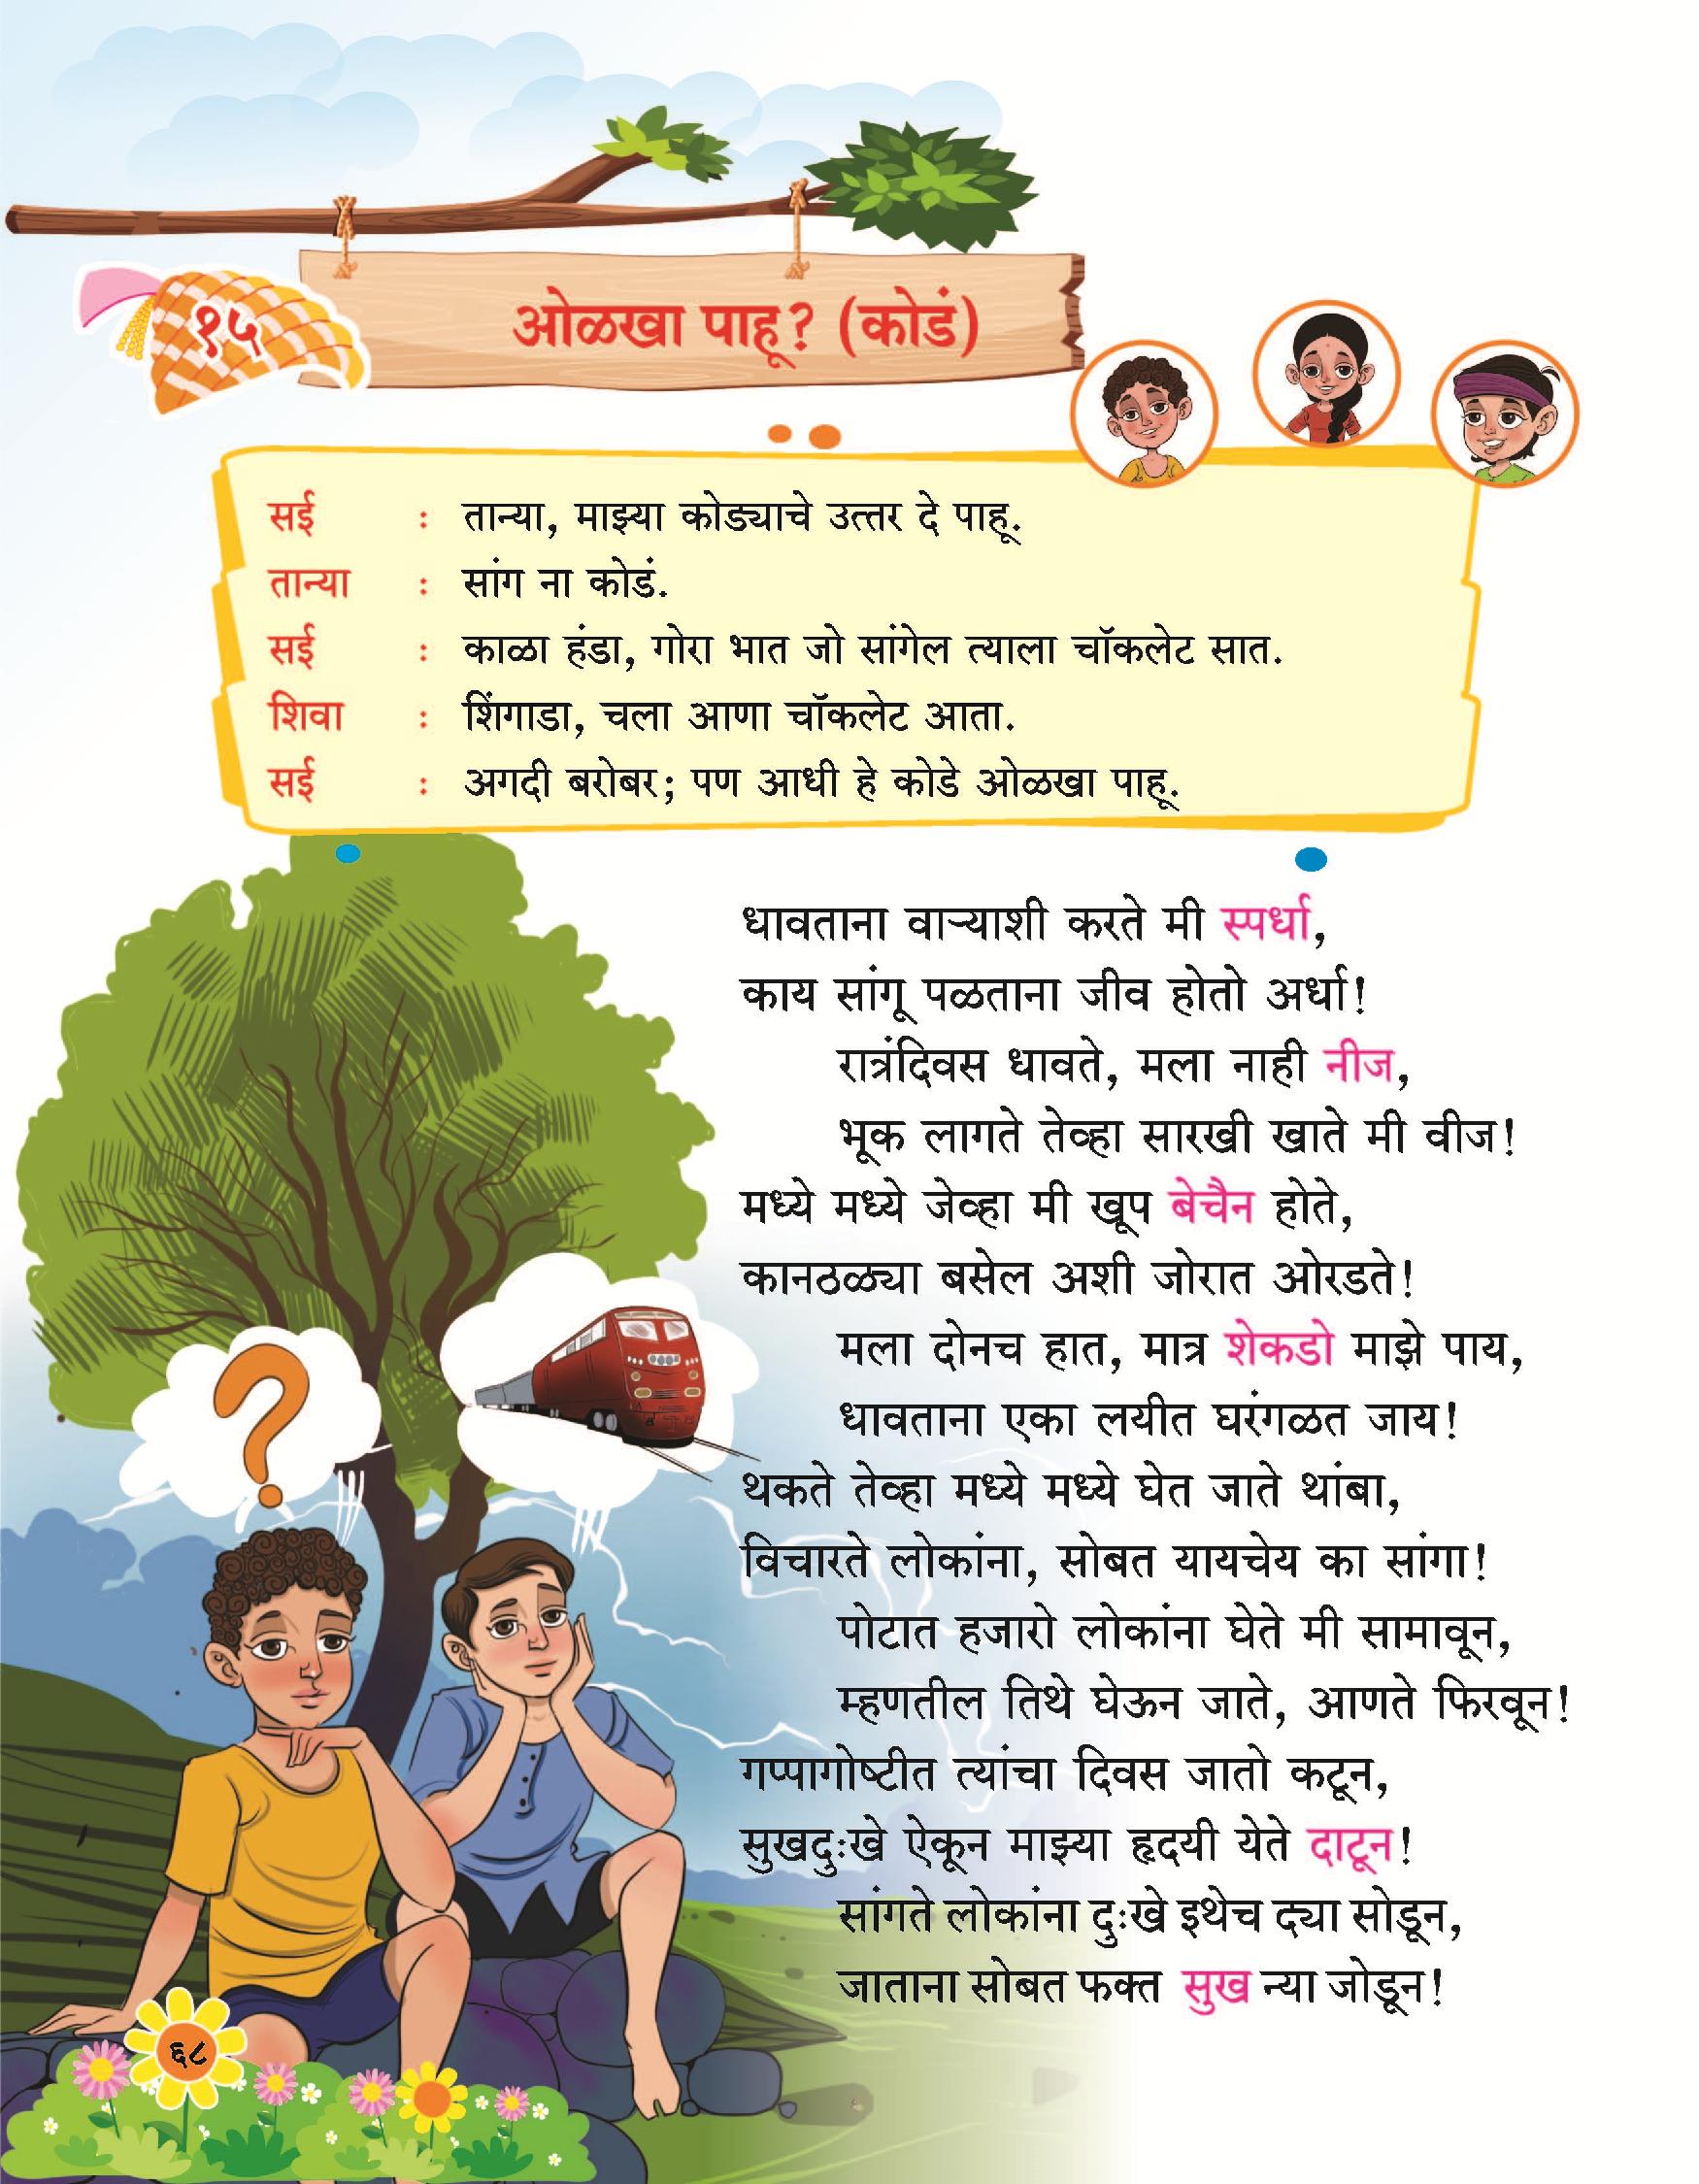 १५
ओळखा पाहू? (कोडं)
सई : तान्या, माझ्या कोड्याचे उत्तर दे पाहू.
तान्या : सांग ना कोडं.
सई : काळा हंडा, गोरा भात जो सांगेल त्याला चॉकलेट सात.
शिवा : शिंगाडा, चला आणा चॉकलेट आता.
सई : अगदी बरोबर; पण आधी हे कोडे ओळखा पाहू.
धावताना वाऱ्याशी करते मी स्पर्धा,
काय सांगू पळताना जीव होतो अर्धा!
रात्रंदिवस धावते, मला नाही नीज,
भूक लागते तेव्हा सारखी खाते मी वीज!
मध्ये मध्ये जेव्हा मी खूप बेचैन होते,
कानठळ्या बसेल अशी जोरात ओरडते!
मला दोनच हात, मात्र शेकडो माझे पाय,
धावताना एका लयीत घरंगळत जाय!
थकते तेव्हा मध्ये मध्ये घेत जाते थांबा,
विचारते लोकांना, सोबत यायचेय का सांगा!
पोटात हजारो लोकांना घेते मी सामावून,
म्हणतील तिथे घेऊन जाते, आणते फिरवून!
गप्पागोष्टीत त्यांचा दिवस जातो कटून,
सुखदुःखे ऐकून माझ्या हृदयी येते दाटून!
सांगते लोकांना दुःखे इथेच द्या सोडून,
जाताना सोबत फक्त सुख न्या जोडून!
?
६८